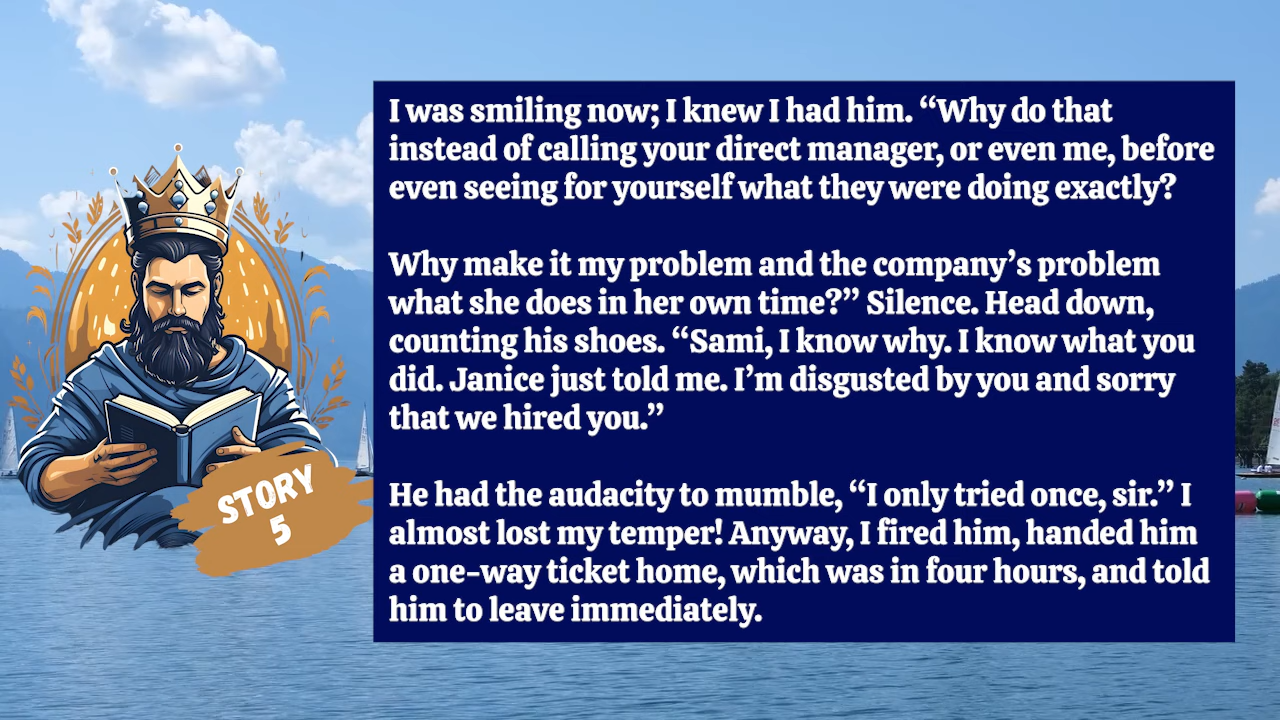 I was smiling now; I knew I had him. “Why do that
instead of calling your direct manager, or even me, before
even seeing for yourself what they were doing exactly?
Why make it my problem and the company’s problem
what she does in her own time?” Silence. Head down,
counting his shoes. “Sami, I know why. I know what you
did. Janice just told me. I’m disgusted by you and sorry
that we hired you.”
He had the audacity to mumble, “I only tried once, sir.” I
almost lost my temper! Anyway, I fired him, handed him
a one-way ticket home, which was in four hours, and told
him to leave immediately.
STORY
5